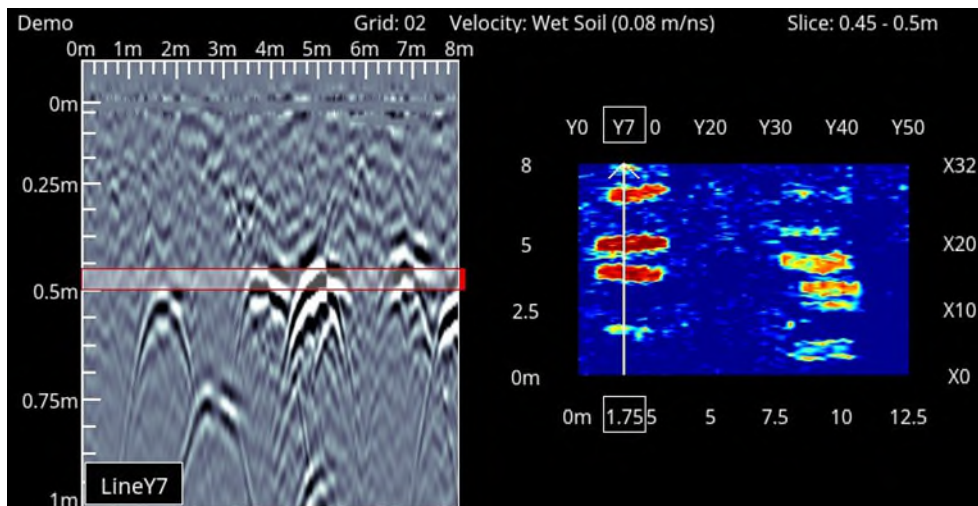 Demo Grid: 02 Velocity: Wet Soil (0.08 m/ns) Slice: 0.45 - 0.5m
0m 1m 2m 3m 4m 5m 6m 7m 8m
0m
0.25m
0.5m
0.75m
1m
LineY7
Y0 Y7 0 Y20 Y30 Y40 Y50
8 X32
5 X20
2.5 X10
0m X0
0m 1.75 5 5 7.5 10 12.5